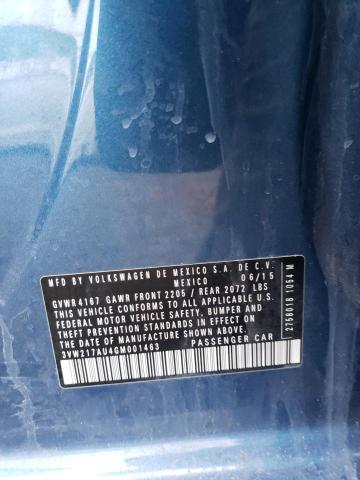 MFD BY VOLKSWAGEN DE MEXICO S.A. DE C.V.
MEXICO 06/15
GVWR 4167 GAWR FRONT 2205 / REAR 2072 LBS
THIS VEHICLE CONFORMS TO ALL APPLICABLE
FEDERAL MOTOR VEHICLE SAFETY, BUMPER AND
THEFT PREVENTION STANDARDS IN EFFECT ON THE
DATE OF MANUFACTURE SHOWN ABOVE.
3VW217AU4GM001463 PASSENGER CAR
2758018 1054 M